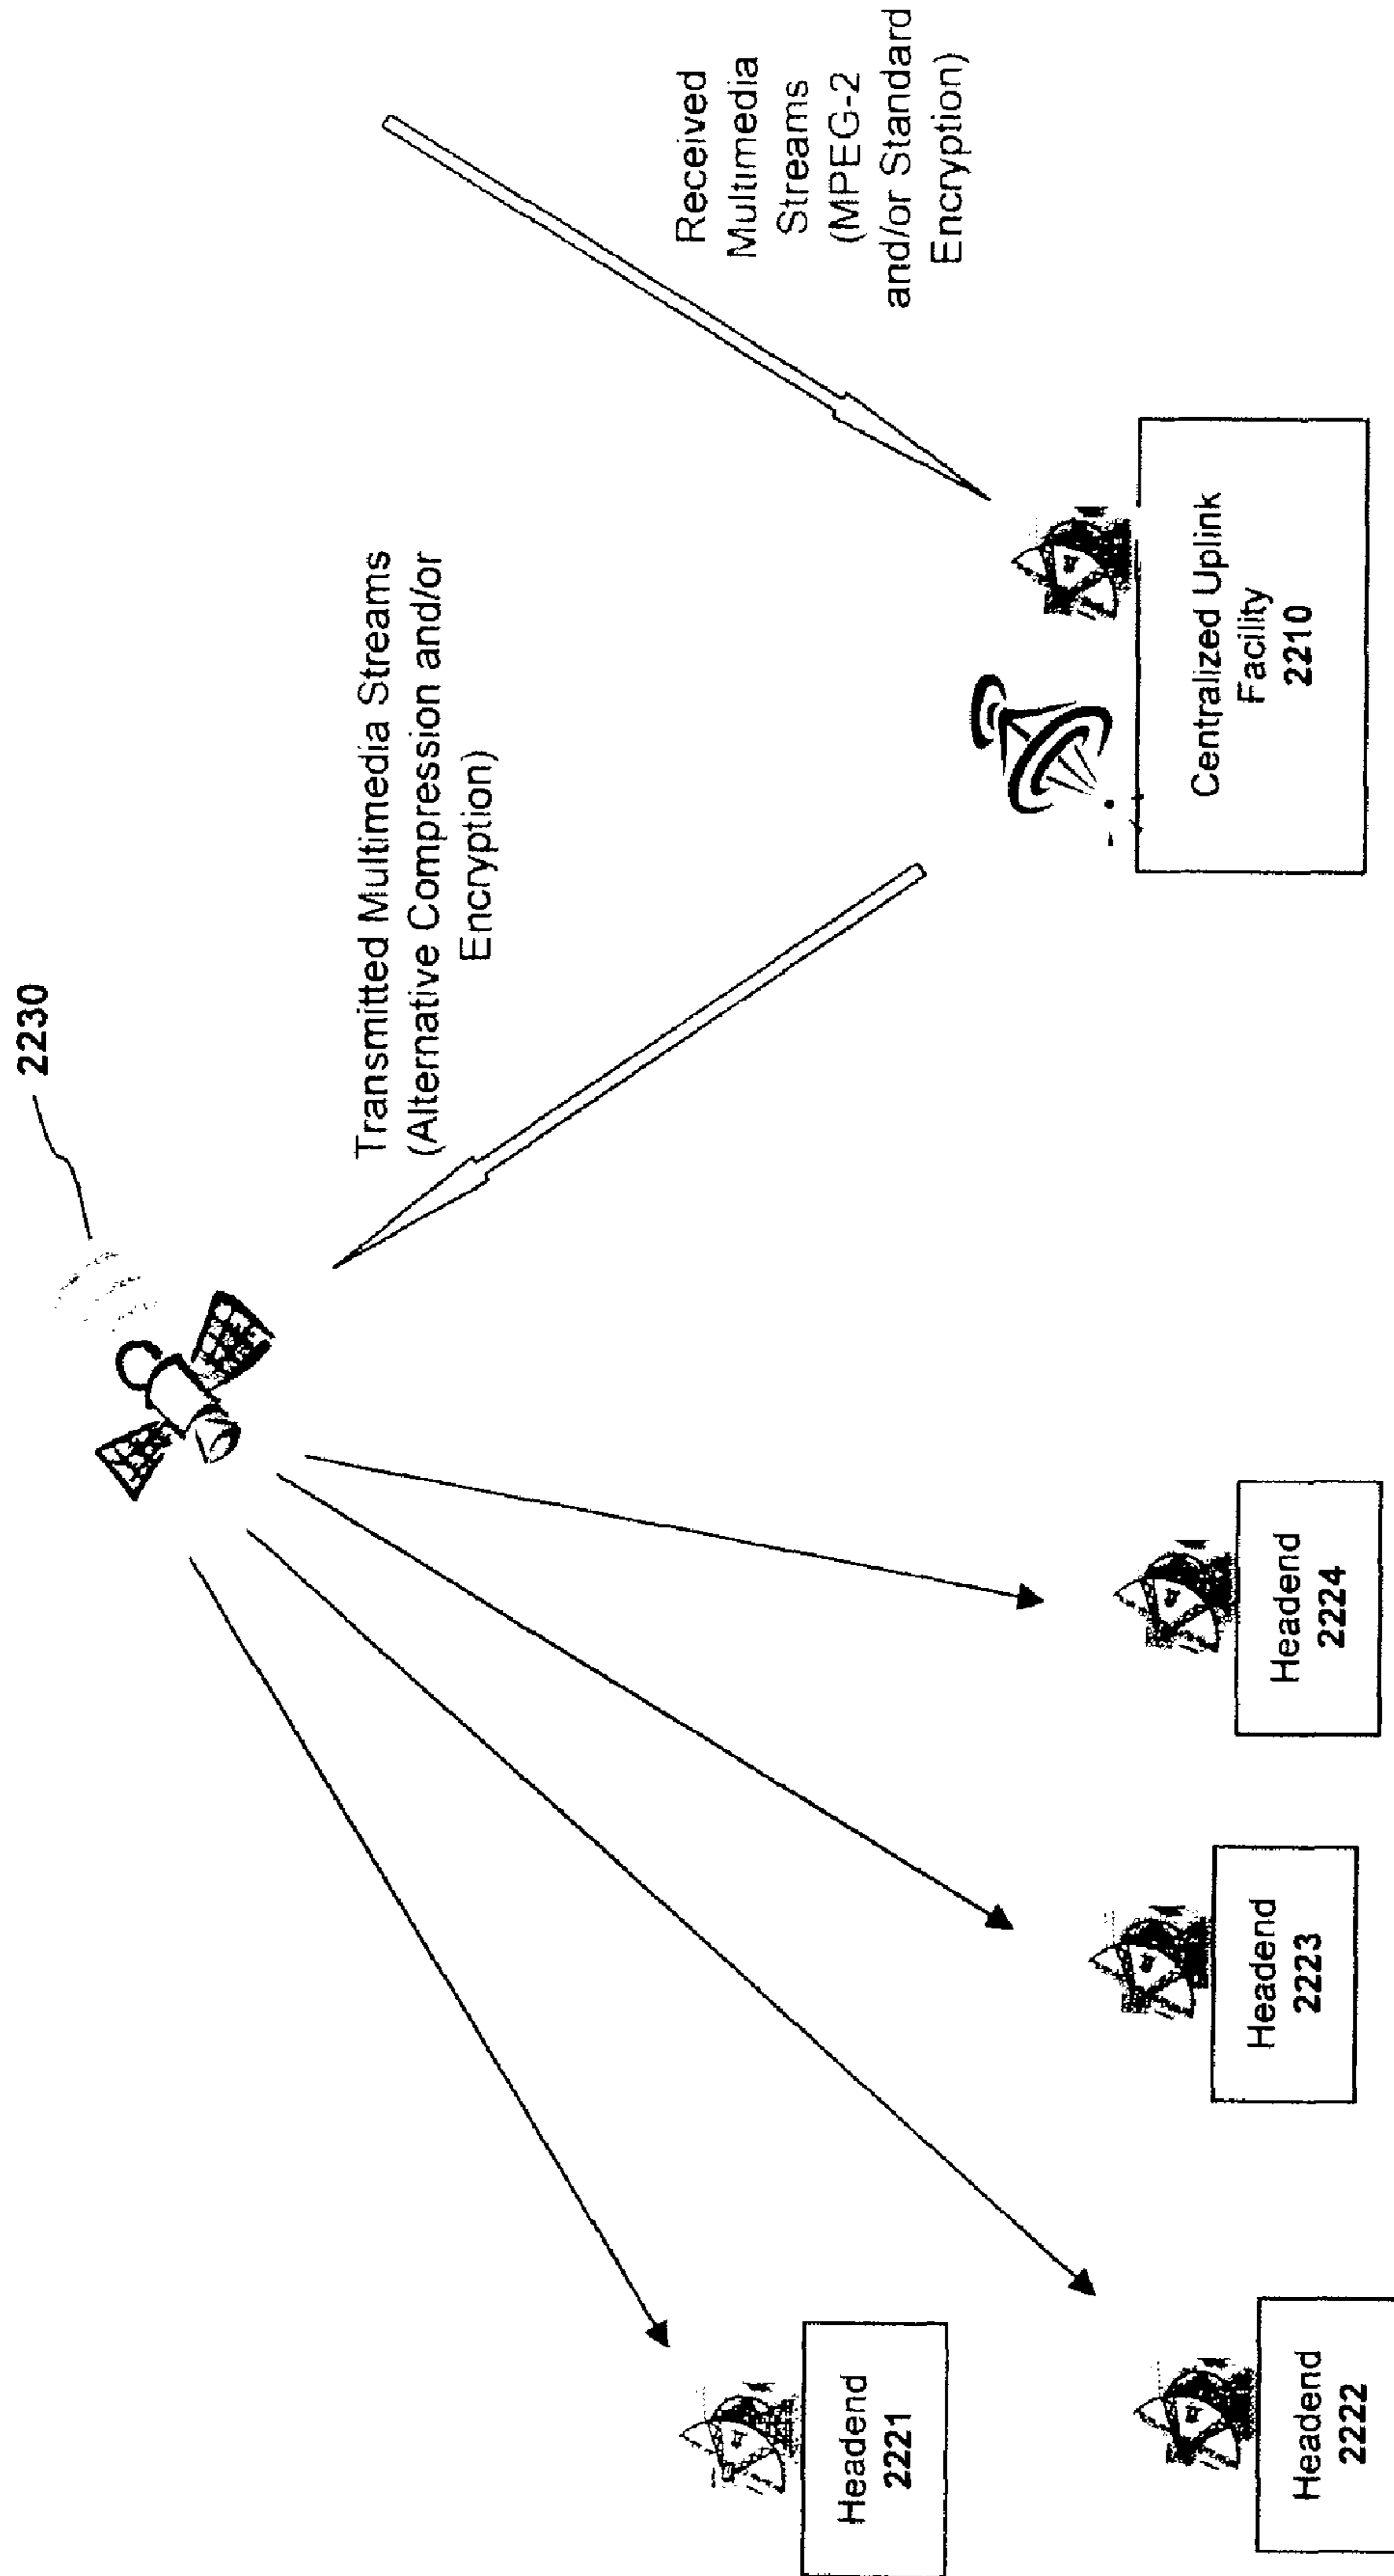 2230
Transmitted Multimedia Streams
(Alternative Compression and/or
Encryption)
Received
Multimedia
Streams
(MPEG-2
and/or Standard
Encryption)
Headend
2221
Headend
2222
Headend
2223
Headend
2224
Centralized Uplink
Facility
2210